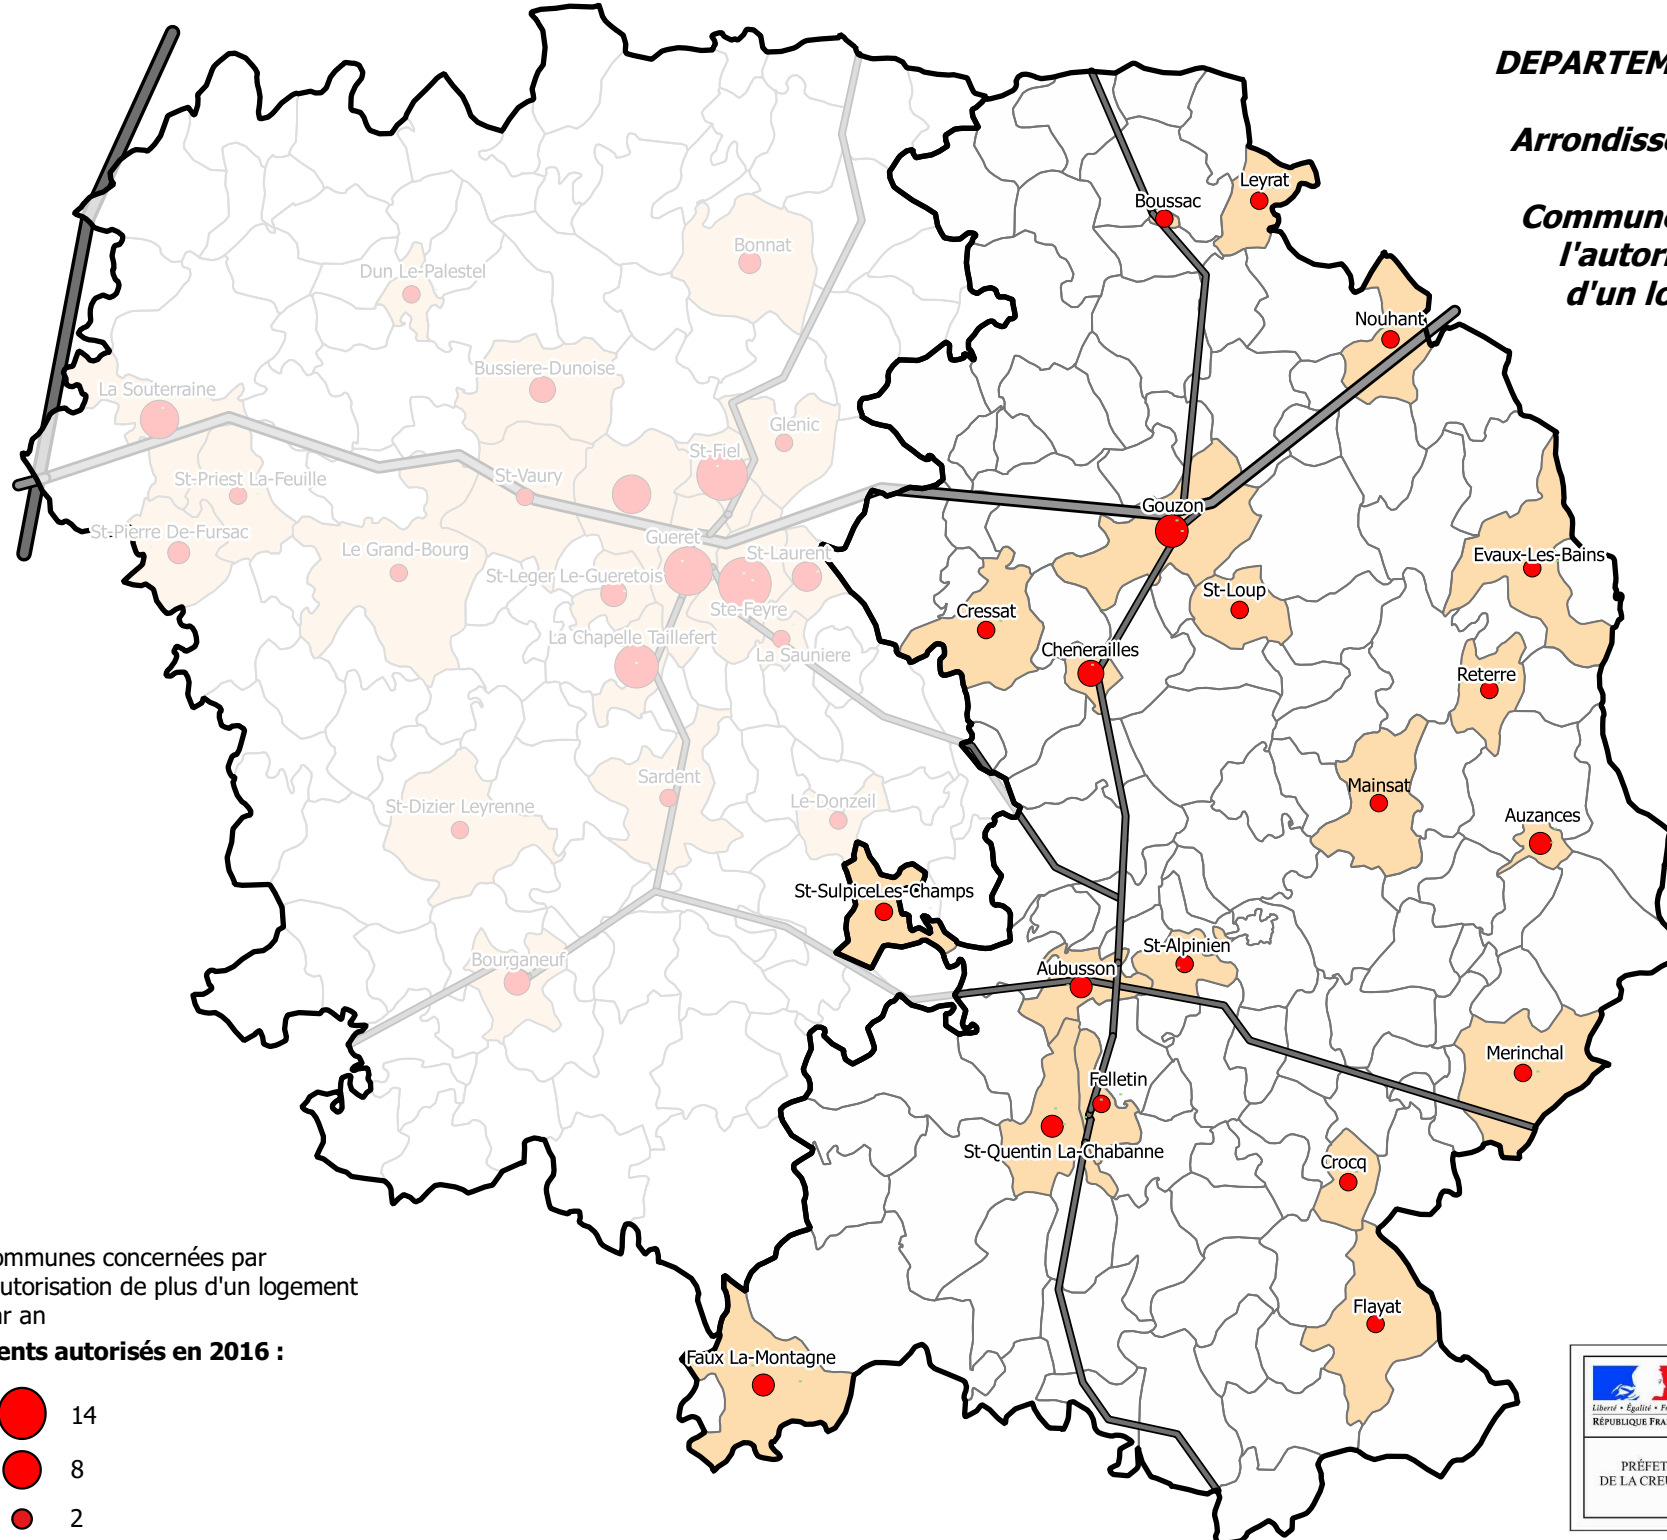 DEPARTEM
Arrondisse
Commune
l'autori
d'un lo
Leyrat
Boussac
Bonnat
Dun Le-Palestel
Nouhant
Bussiere-Dunoise
La Souterraine
Glenic
St-Fiel
St-Vaury
St-Priest La-Feuille
Gouzon
St-Pierre De-Fursac
Gueret
Le Grand-Bourg
St-Laurent
Evaux-Les-Bains
St-Leger Le-Gueretois
St-Loup
Ste-Feyre
Cressat
La Chapelle Taillefert
Chenerailles
La Sauniere
Reterre
Sardent
Mainsat
Le-Donzeil
St-Dizier Leyrenne
Auzances
St-SulpiceLes-Champs
St-Alpinien
Bourganeuf
Aubusson
Merinchal
Felletin
St-Quentin La-Chabanne
Crocq
Flayat
Faux La-Montagne
ommunes concernées par
utorisation de plus d'un logement
ar an
ents autorisés en 2016 :
14
8
2
Liberté • Égalité • F
RÉPUBLIQUE FRA
PRÉFET
DE LA CREU